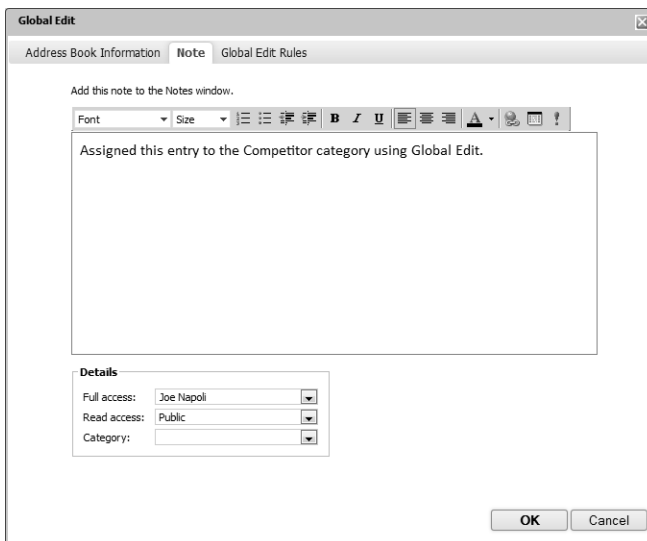 Global Edit
Address Book Information Note Global Edit Rules
Add this note to the Notes window.
Font Size B I U A !
Assigned this entry to the Competitor category using Global Edit.
Details
Full access: Joe Napoli
Read access: Public
Category:
OK Cancel